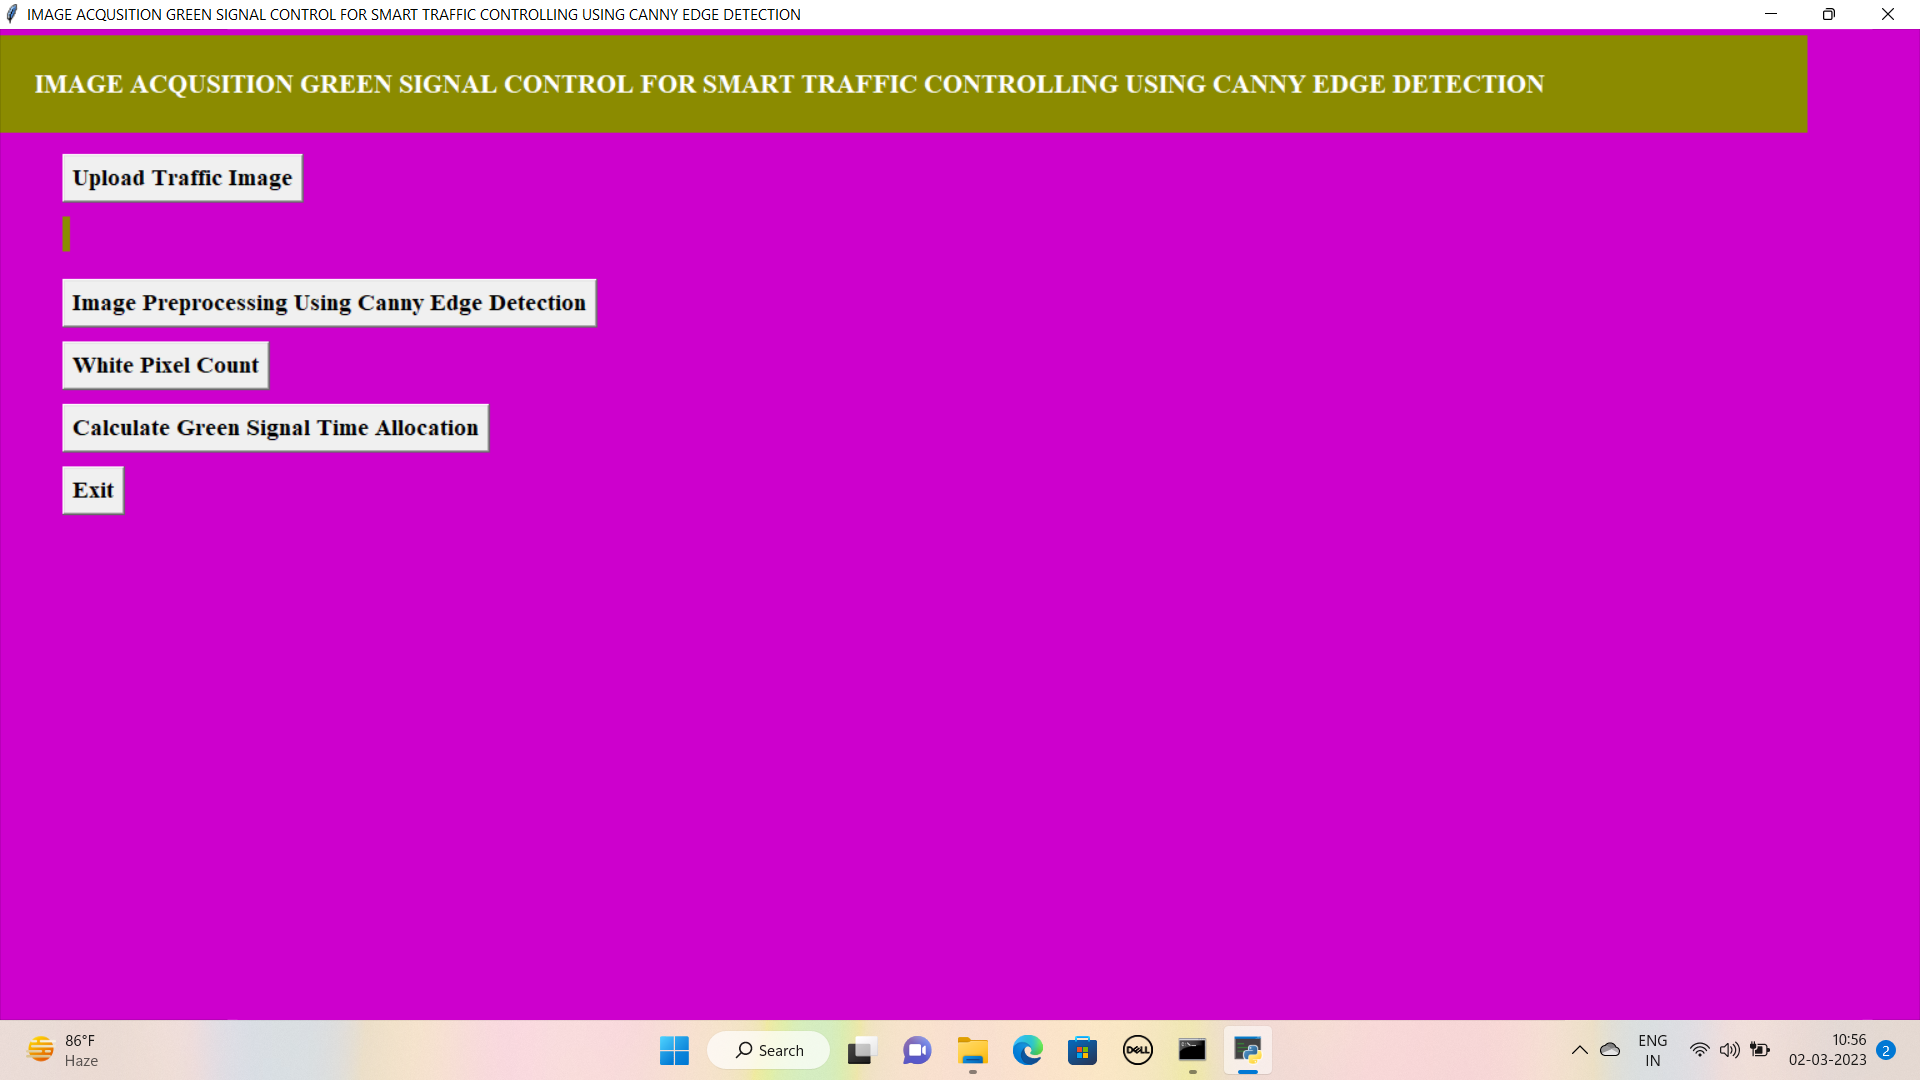 IMAGE ACQUSITION GREEN SIGNAL CONTROL FOR SMART TRAFFIC CONTROLLING USING CANNY EDGE DETECTION
IMAGE ACQUSITION GREEN SIGNAL CONTROL FOR SMART TRAFFIC CONTROLLING USING CANNY EDGE DETECTION
Upload Traffic Image
Image Preprocessing Using Canny Edge Detection
White Pixel Count
Calculate Green Signal Time Allocation
Exit
86°F
Haze
Search
DELL
ENG
IN
10:56
02-03-2023
2